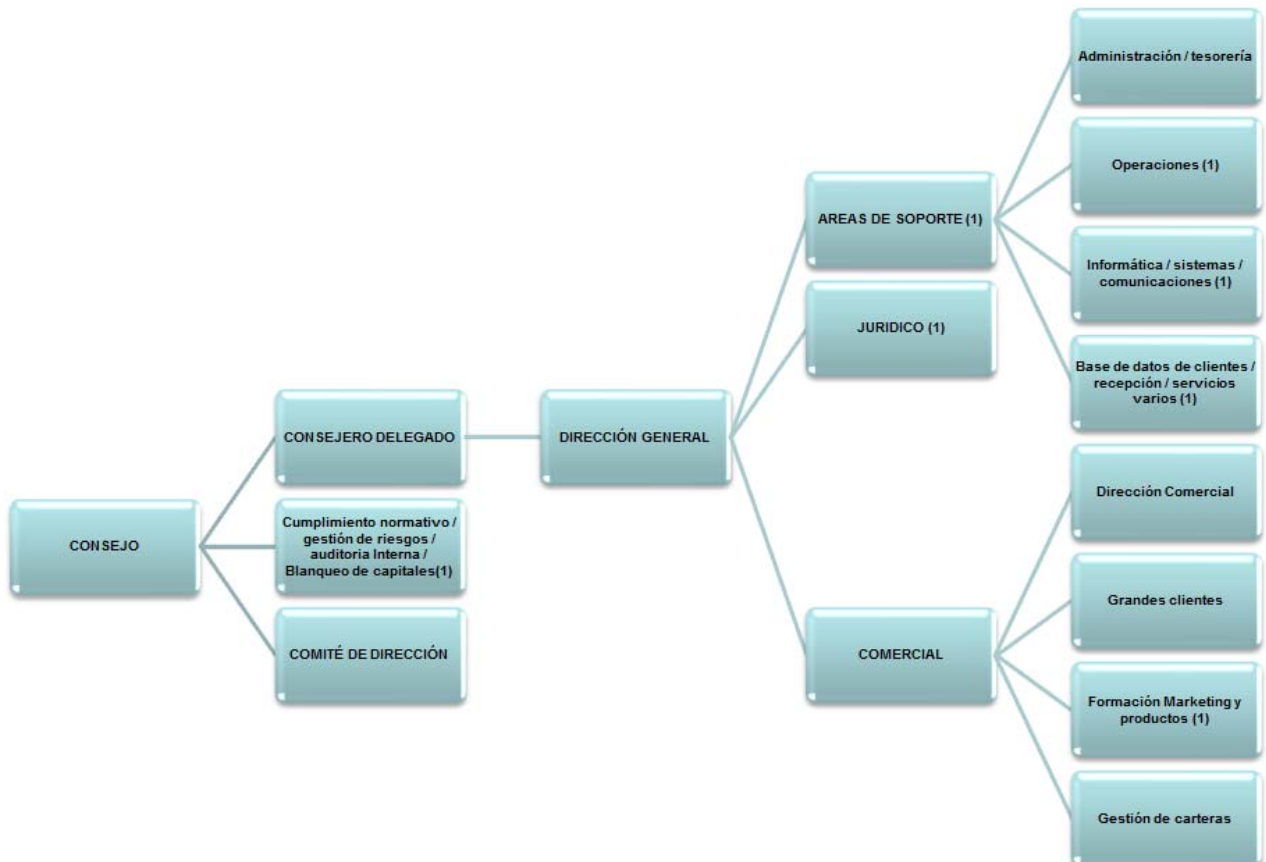 CONSEJO
CONSEJERO DELEGADO
Cumplimiento normativo /
gestión de riesgos /
auditoria Interna /
Blanqueo de capitales(1)
COMITÉ DE DIRECCIÓN
DIRECCIÓN GENERAL
AREAS DE SOPORTE (1)
JURIDICO (1)
COMERCIAL
Administración / tesorería
Operaciones (1)
Informática / sistemas /
comunicaciones (1)
Base de datos de clientes /
recepción / servicios
varios (1)
Dirección Comercial
Grandes clientes
Formación Marketing y
productos (1)
Gestión de carteras